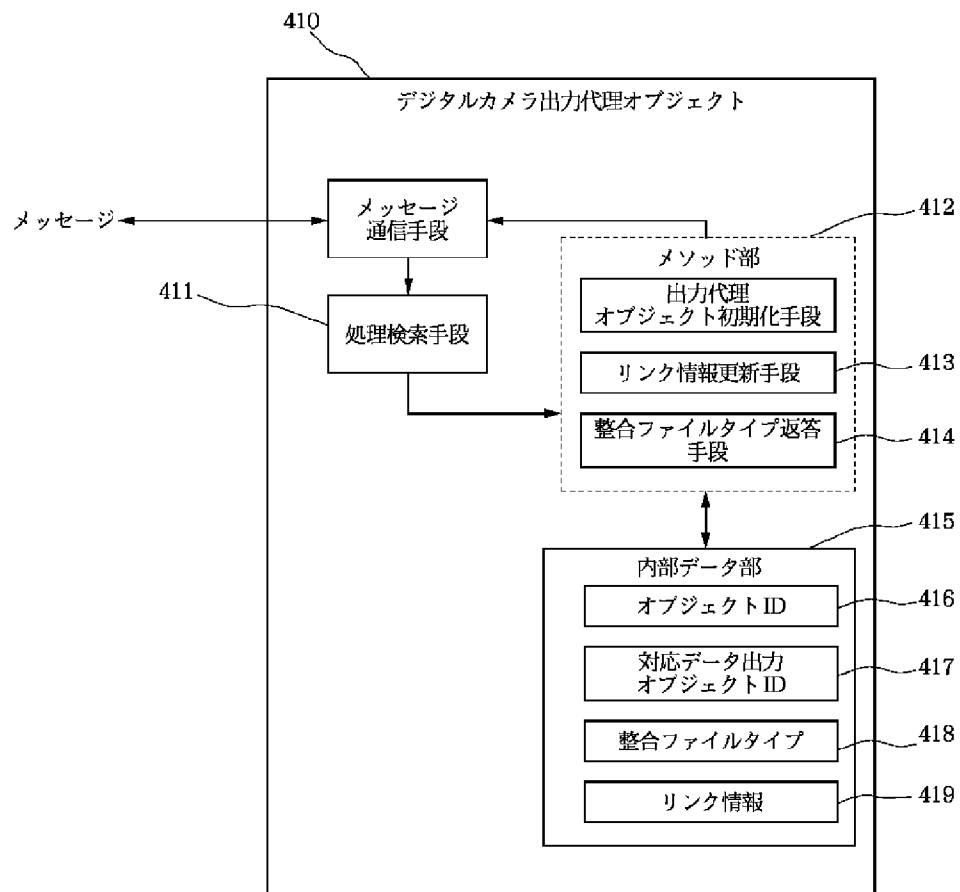 410
デジタルカメラ出力代理オブジェクト
メッセージ
メッセージ
通信手段
411
処理検索手段
412
メソッド部
出力代理
オブジェクト初期化手段
リンク情報更新手段
413
整合ファイルタイプ返答
手段
414
415
内部データ部
オブジェクトID
416
対応データ出力
オブジェクトID
417
整合ファイルタイプ
418
リンク情報
419